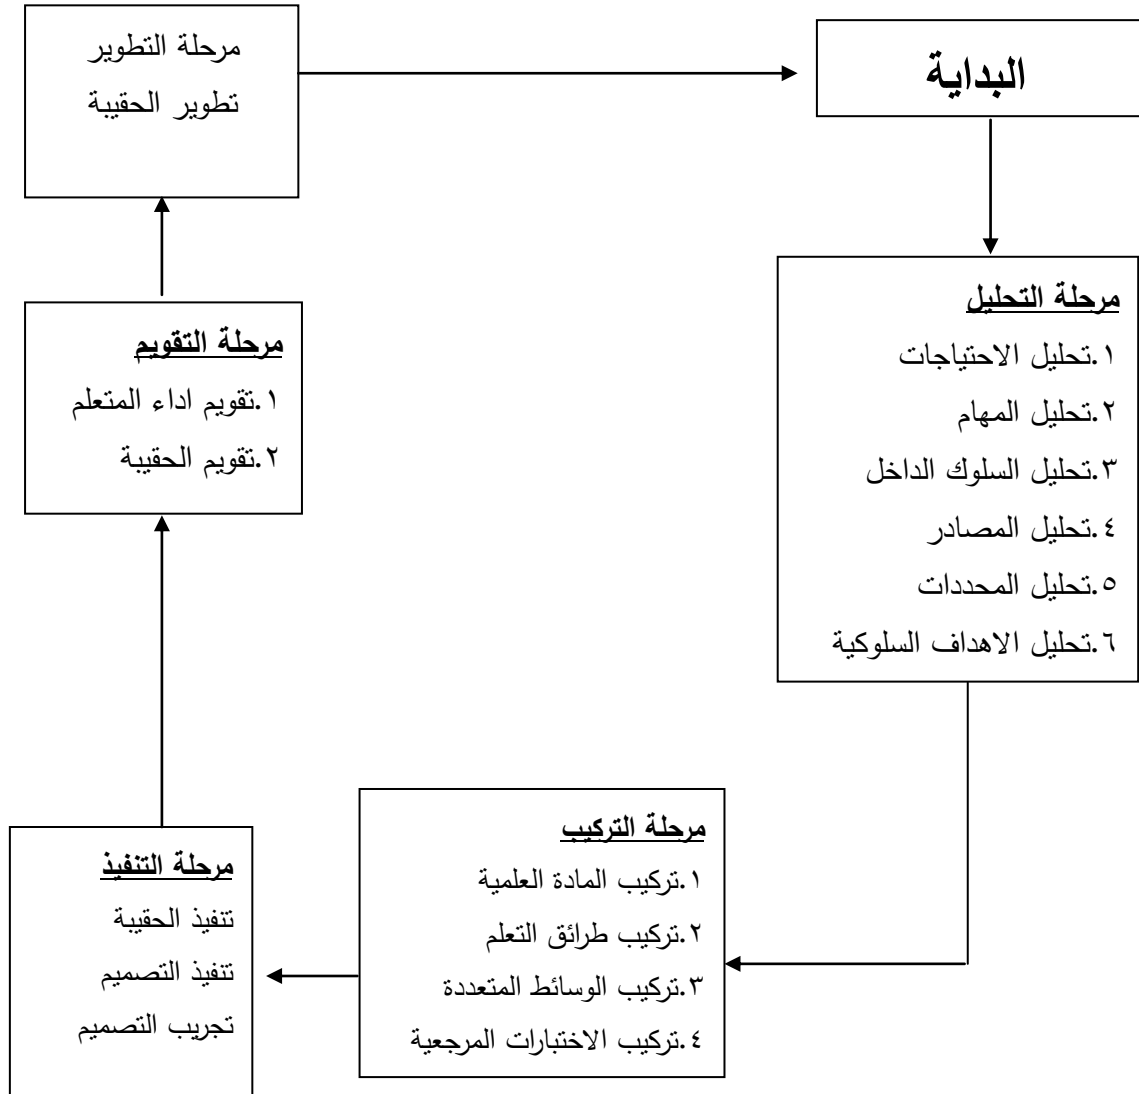 البداية
مرحلة التطوير
تطوير الحقيبة
مرحلة التحليل
١.تحليل الاحتياجات
٢.تحليل المهام
٣.تحليل السلوك الداخل
٤.تحليل المصادر
٥.تحليل المحددات
٦.تحليل الاهداف السلوكية
مرحلة التقويم
١.تقويم اداء المتعلم
٢.تقويم الحقيبة
مرحلة التركيب
١.تركيب المادة العلمية
٢.تركيب طرائق التعلم
٣.تركيب الوسائط المتعددة
٤.تركيب الاختبارات المرجعية
مرحلة التنفيذ
تنفيذ الحقيبة
تنفيذ التصميم
تجريب التصميم